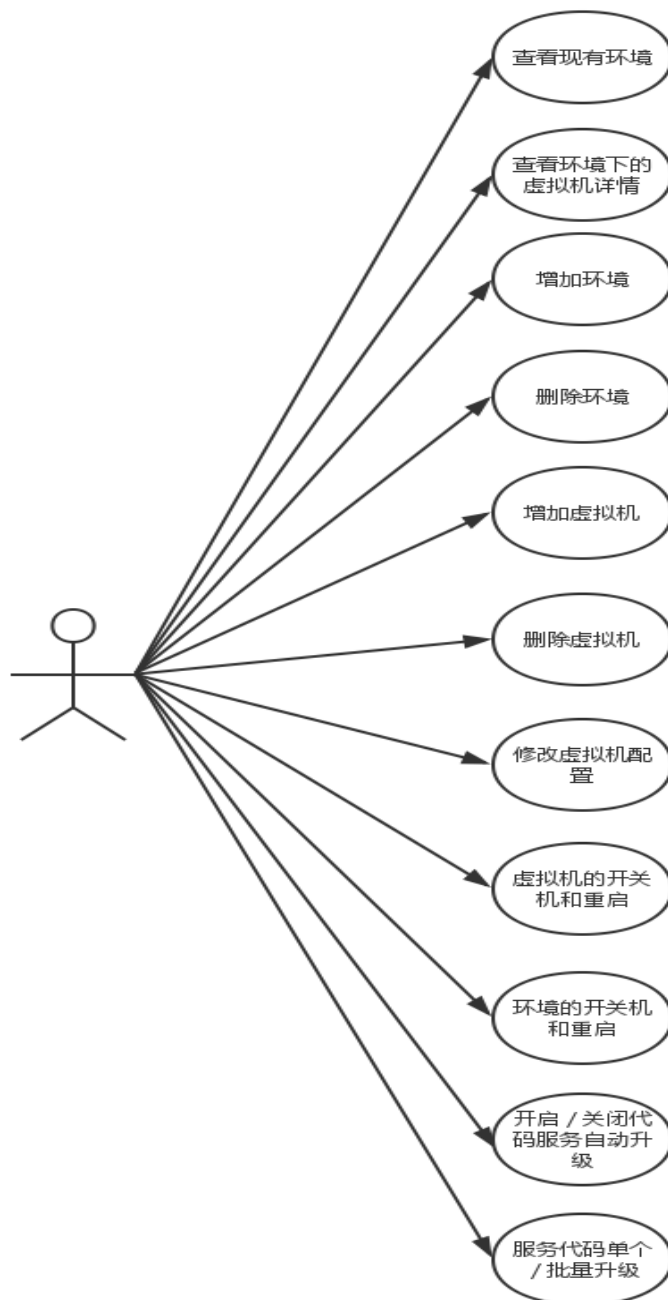 查看现有环境
查看环境下的
虚拟机详情
增加环境
删除环境
增加虚拟机
删除虚拟机
修改虚拟机配
置
虚拟机的开关
机和重启
环境的开关机
和重启
开启 / 关闭代
码服务自动升
级
服务代码单个
/ 批量升级